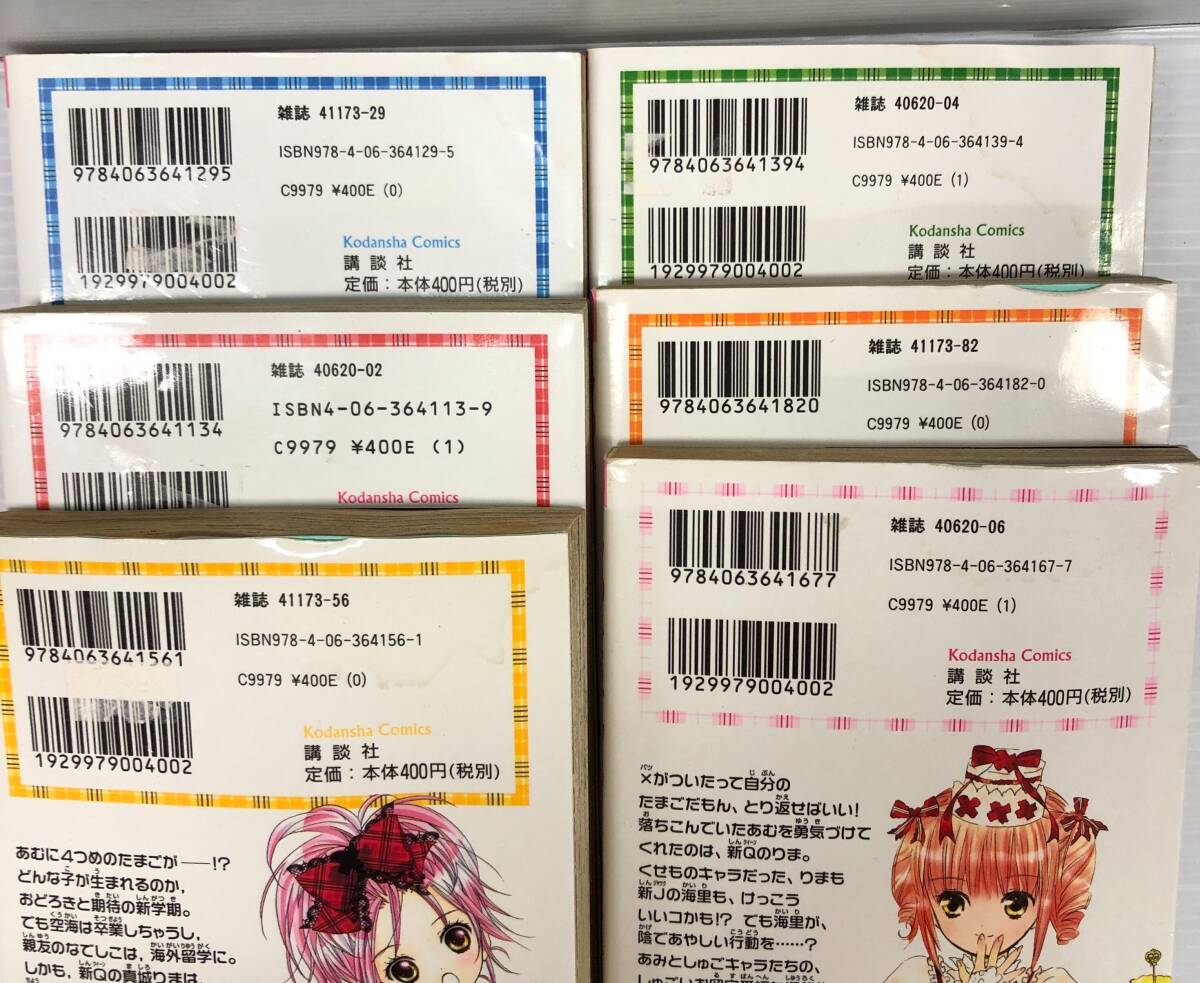 雑誌 41173-29
ISBN978-4-06-364129-5
9784063641295
C9979 ¥400E (0)
1929979004002
Kodansha Comics
講談社
定価：本体400円(税別)
雑誌 40620-04
ISBN978-4-06-364139-4
9784063641394
C9979 ¥400E (1)
1929979004002
Kodansha Comics
講談社
定価：本体400円(税別)
雑誌 40620-02
ISBN4-06-364113-9
9784063641134
C9979 ¥400E (1)
Kodansha Comics
雑誌 41173-82
ISBN978-4-06-364182-0
9784063641820
C9979 ¥400E (0)
雑誌 41173-56
ISBN978-4-06-364156-1
9784063641561
C9979 ¥400E (0)
1929979004002
Kodansha Comics
講談社
定価：本体400円(税別)
あむに4つめのたまごが──!?
どんな子が生まれるのか、
おどろきと期待の新学期。
でも空海は卒業しちゃうし、
親友のなでしこは、海外留学に。
しかも、新Qの真城りまは、
雑誌 40620-06
ISBN978-4-06-364167-7
9784063641677
C9979 ¥400E (1)
1929979004002
Kodansha Comics
講談社
定価：本体400円(税別)
×がついたって自分の
たまごだもん、とり返せばいい!
落ちこんでいたあむを勇気づけて
くれたのは、新Qのりま。
くせものキャラだった、りまも
新Jの海里も、けっこう
いいコかも!? でも海里が、
陰であやしい行動を……?
あみとしゅごキャラたちの、